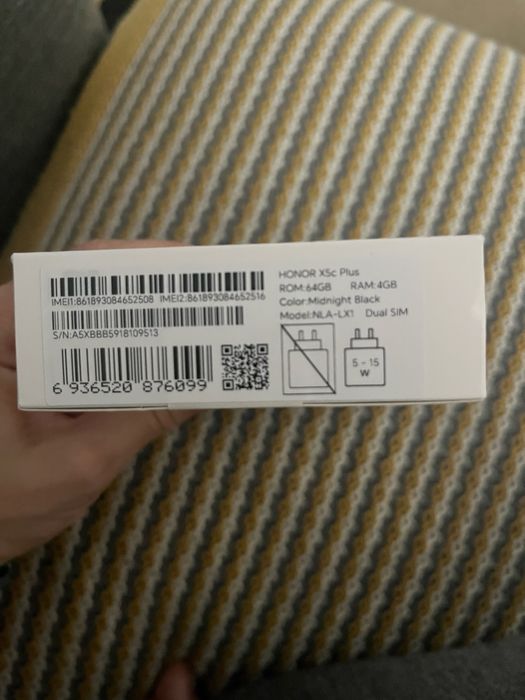 IMEI1:861893084652508 IMEI2:861893084652516
S/N:A5XBBB5918109513
6 936520 876099
HONOR X5c Plus
ROM:64GB RAM:4GB
Color:Midnight Black
Model:NLA-LX1 Dual SIM
5 - 15
W